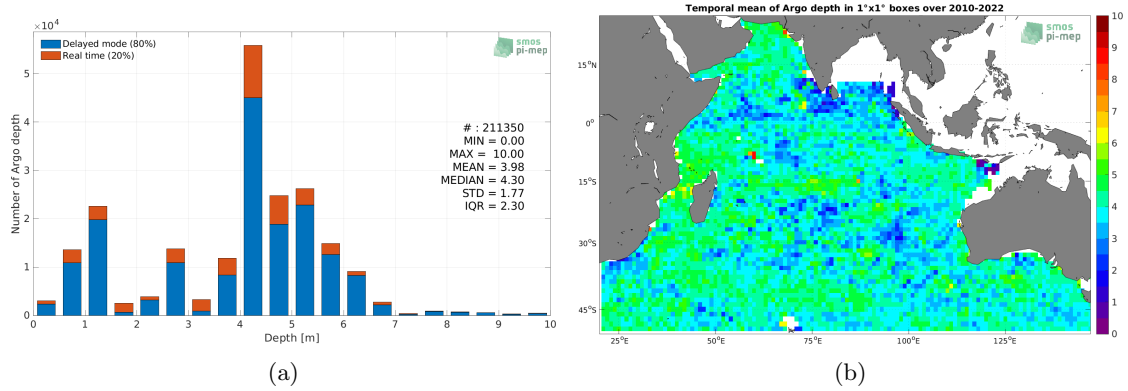 ×10⁴
Delayed mode (80%)
Real time (20%)
smos
pi-mep
# : 211350
MIN = 0.00
MAX = 10.00
MEAN = 3.98
MEDIAN = 4.30
STD = 1.77
IQR = 2.30
Number of Argo depth
5
4
3
2
1
0
0 1 2 3 4 5 6 7 8 9 10
Depth [m]
(a)
Temporal mean of Argo depth in 1°x1° boxes over 2010-2022
smos
pi-mep
15°N
0°
15°S
30°S
45°S
25°E 50°E 75°E 100°E 125°E
10
9
8
7
6
5
4
3
2
1
0
(b)